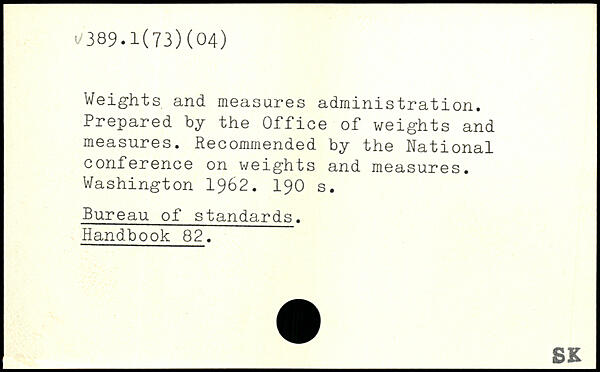 389.1(73)(04)
Weights and measures administration.
Prepared by the Office of weights and
measures. Recommended by the National
conference on weights and measures.
Washington 1962. 190 s.
Bureau of standards.
Handbook 82.
SK